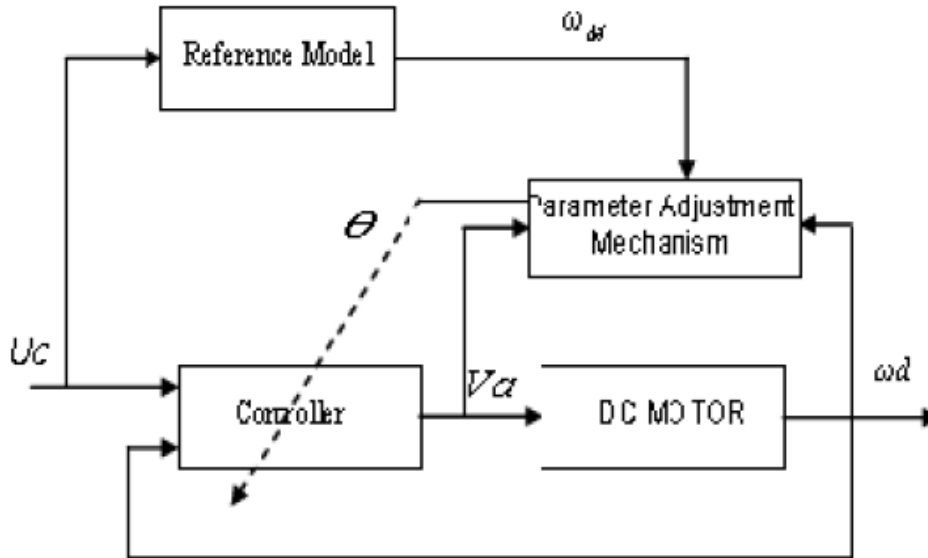 Reference Model
Parameter Adjustment
Mechanism
θ
Uc
Controller
Va
DC MOTOR
ωd